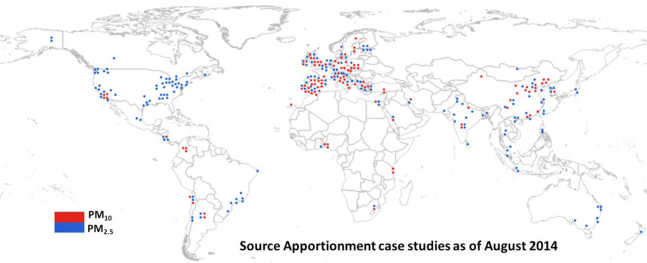 PM10
PM2.5
Source Apportionment case studies as of August 2014